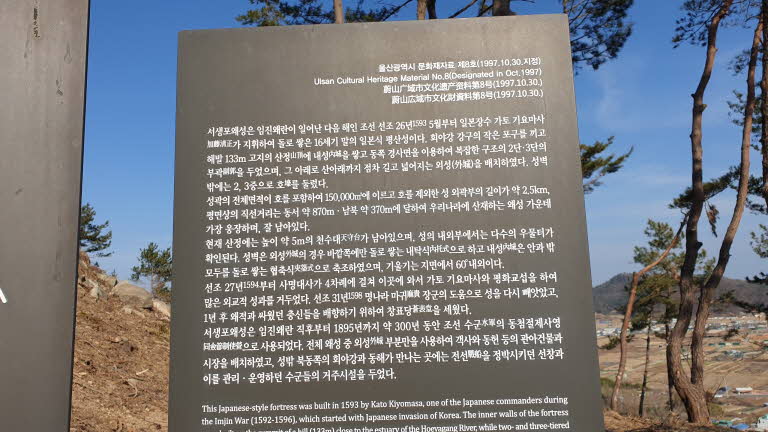 울산광역시 문화재자료 제8호(1997.10.30.지정)
Ulsan Cultural Heritage Material No.8(Designated in Oct.1997)
蔚山广域市文化遗产资料第8号(1997.10.30.)
蔚山広域市文化財資料第8号(1997.10.30.)
서생포왜성은 임진왜란이 일어난 다음 해인 조선 선조 26년1593 5월부터 일본장수 가토 기요마사
加藤清正가 지휘하여 돌로 쌓은 16세기 말의 일본식 평산성이다. 회야강 강구의 작은 포구를 끼고
해발 133m 고지의 산정山頂에 내성內城을 쌓고 동쪽 경사면을 이용하여 복잡한 구조의 2단·3단의
부곽副郭을 두었으며, 그 아래로 산아래까지 점차 길고 넓어지는 외성(外城)을 배치하였다. 성벽
밖에는 2, 3중으로 호壕를 둘렀다.
성곽의 전체면적이 호를 포함하여 150,000㎡에 이르고 호를 제외한 성 외곽부의 길이가 약 2.5km,
평면상의 직선거리는 동서 약 870m·남북 약 370m에 달하여 우리나라에 산재하는 왜성 가운데
가장 웅장하며, 잘 남아있다.
현재 산정에는 높이 약 5m의 천수대天守台가 남아있으며, 성의 내외부에서는 다수의 우물터가
확인된다. 성벽은 외성外城의 경우 바깥쪽에만 돌로 쌓는 내탁식內托式으로 하고 내성內城은 안과 밖
모두를 돌로 쌓는 협축식夾築式으로 축조하였으며, 기울기는 지면에서 60°내외이다.
선조 27년1594부터 사명대사가 4차례에 걸쳐 이곳에 와서 가토 기요마사와 평화교섭을 하여
많은 외교적 성과를 거두었다. 선조 31년1598 명나라 마귀麻貴 장군의 도움으로 성을 다시 빼앗았고,
1년 후 왜적과 싸웠던 충신들을 배향하기 위하여 창표당蒼表堂을 세웠다.
서생포왜성은 임진왜란 직후부터 1895년까지 약 300년 동안 조선 수군水軍의 동첨절제사영
同僉節制使營으로 사용되었다. 전체 왜성 중 외성外城 부분만을 사용하여 객사와 동헌 등의 관아건물과
시장을 배치하였고, 성밖 북동쪽의 회야강과 동해가 만나는 곳에는 전선戰船을 정박시키던 선창과
이를 관리·운영하던 수군들의 거주시설을 두었다.
This Japanese-style fortress was built in 1593 by Kato Kiyomasa, one of the Japanese commanders during
the Imjin War (1592-1596), which started with Japanese invasion of Korea. The inner walls of the fortress
summit of a hill (133m) close to the estuary of the Hoeyagang River, while two- and three-tiered